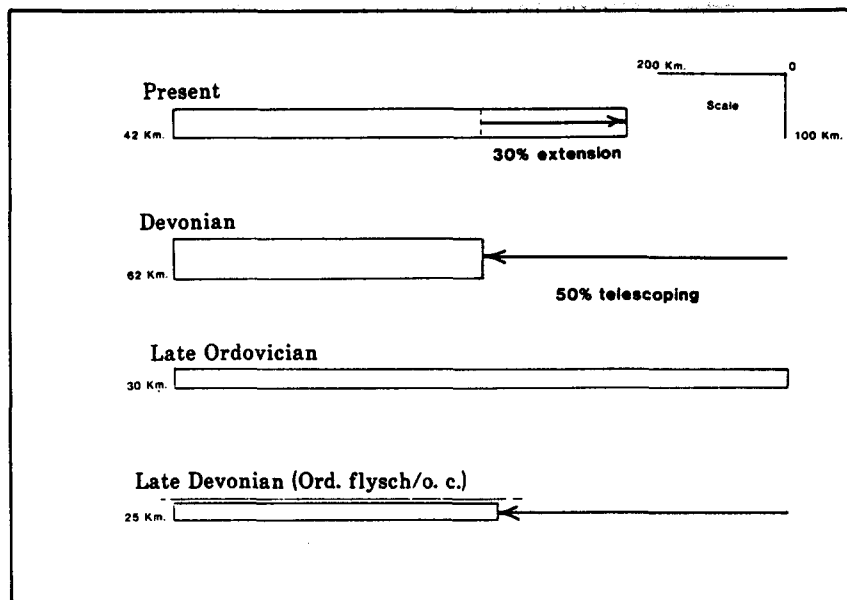 200 Km.
0
Present
Scale
42 Km.
100 Km.
30% extension
Devonian
62 Km.
50% telescoping
Late Ordovician
30 Km.
Late Devonian (Ord. flysch/o. c.)
25 Km.